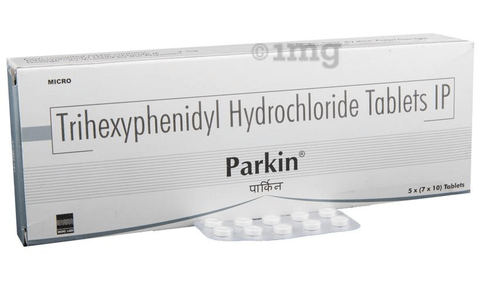 1mg
MICRO
Trihexyphenidyl Hydrochloride Tablets IP
Parkin®
पार्किन
5 x (7 x 10) Tablets